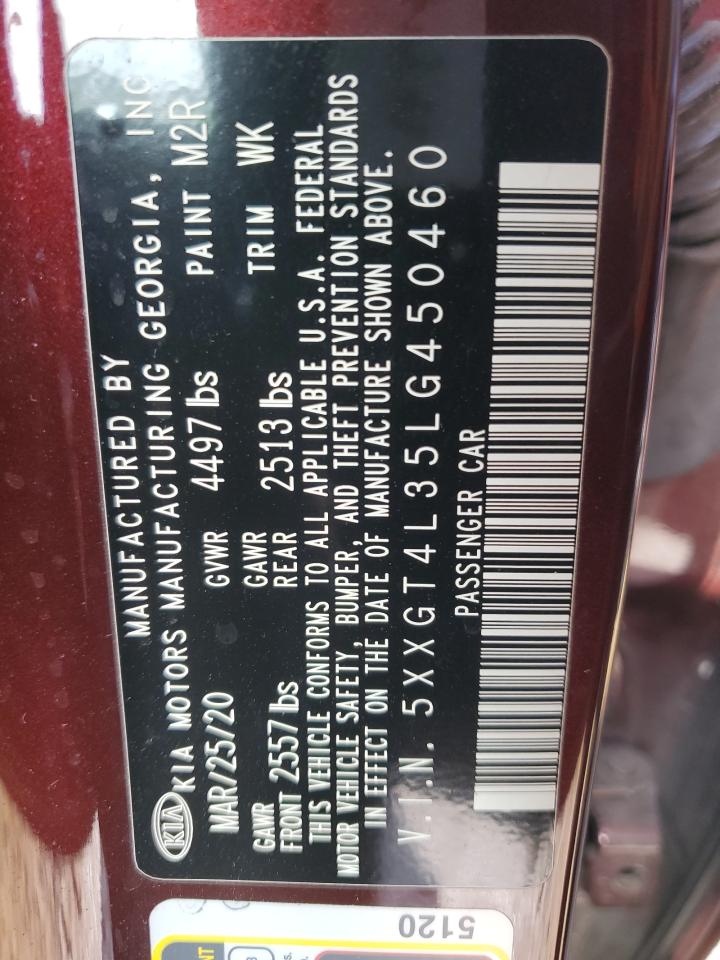 MANUFACTURED BY
KIA KIA MOTORS MANUFACTURING GEORGIA, INC
MAR/25/20 GVWR 4497 lbs PAINT M2R
GAWR FRONT 2557 lbs GAWR REAR 2513 lbs TRIM WK
THIS VEHICLE CONFORMS TO ALL APPLICABLE U.S.A. FEDERAL
MOTOR VEHICLE SAFETY, BUMPER, AND THEFT PREVENTION STANDARDS
IN EFFECT ON THE DATE OF MANUFACTURE SHOWN ABOVE.
V.I.N. 5XXGT4L35LG450460
PASSENGER CAR
5120